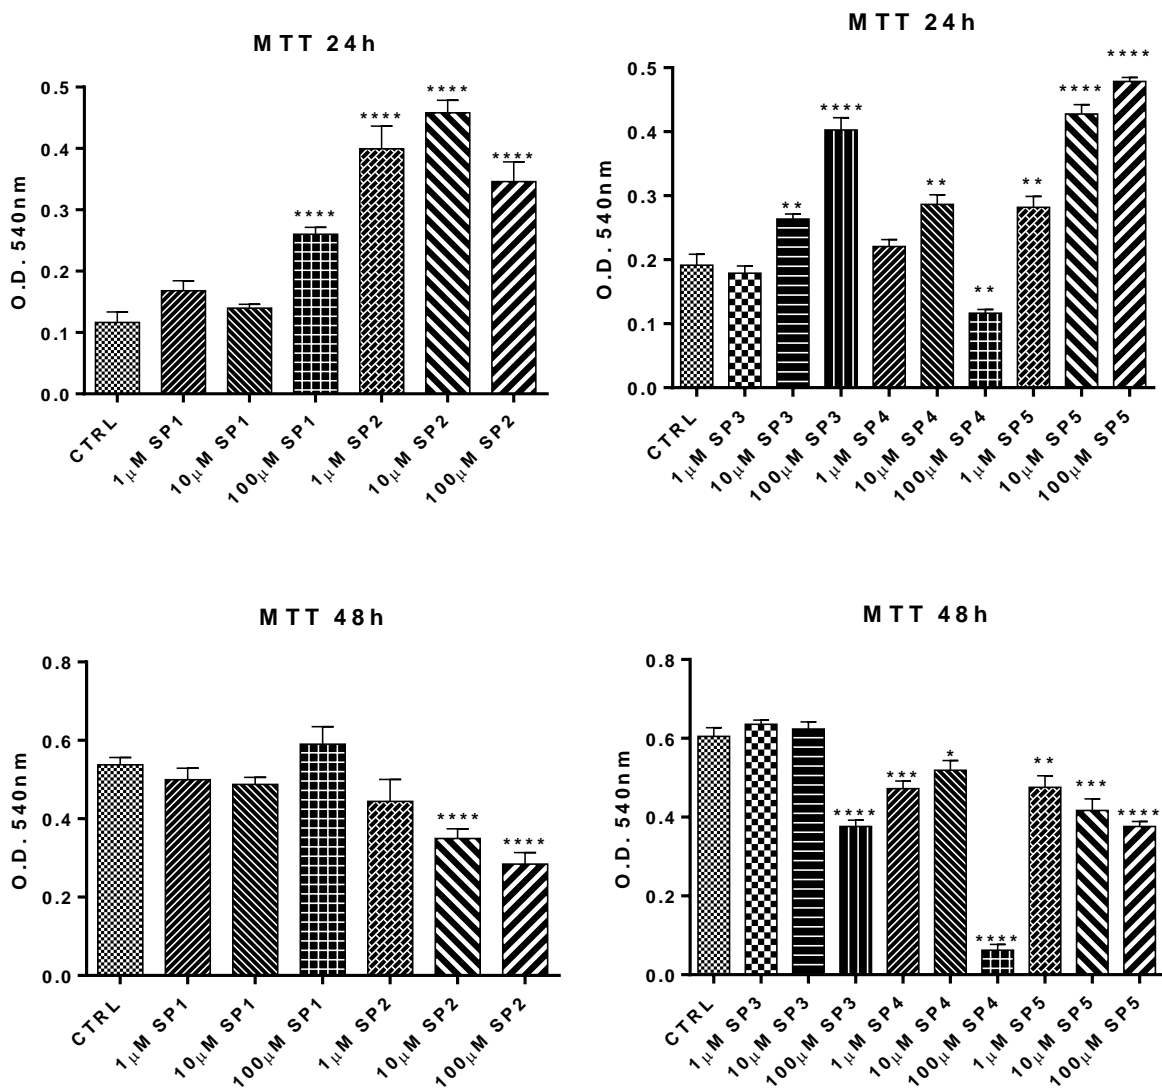 MTT 24h
O.D. 540nm
0.5
0.4
0.3
0.2
0.1
0.0
****
****
****
****
CTRL
1μM SP1
10μM SP1
100μM SP1
1μM SP2
10μM SP2
100μM SP2
MTT 24h
O.D. 540nm
0.5
0.4
0.3
0.2
0.1
0.0
**
****
**
**
**
****
****
CTRL
1μM SP3
10μM SP3
100μM SP3
1μM SP4
10μM SP4
100μM SP4
1μM SP5
10μM SP5
100μM SP5
MTT 48h
O.D. 540nm
0.8
0.6
0.4
0.2
0.0
****
****
CTRL
1μM SP1
10μM SP1
100μM SP1
1μM SP2
10μM SP2
100μM SP2
MTT 48h
O.D. 540nm
0.8
0.6
0.4
0.2
0.0
****
***
*
****
**
***
****
CTRL
1μM SP3
10μM SP3
100μM SP3
1μM SP4
10μM SP4
100μM SP4
1μM SP5
10μM SP5
100μM SP5